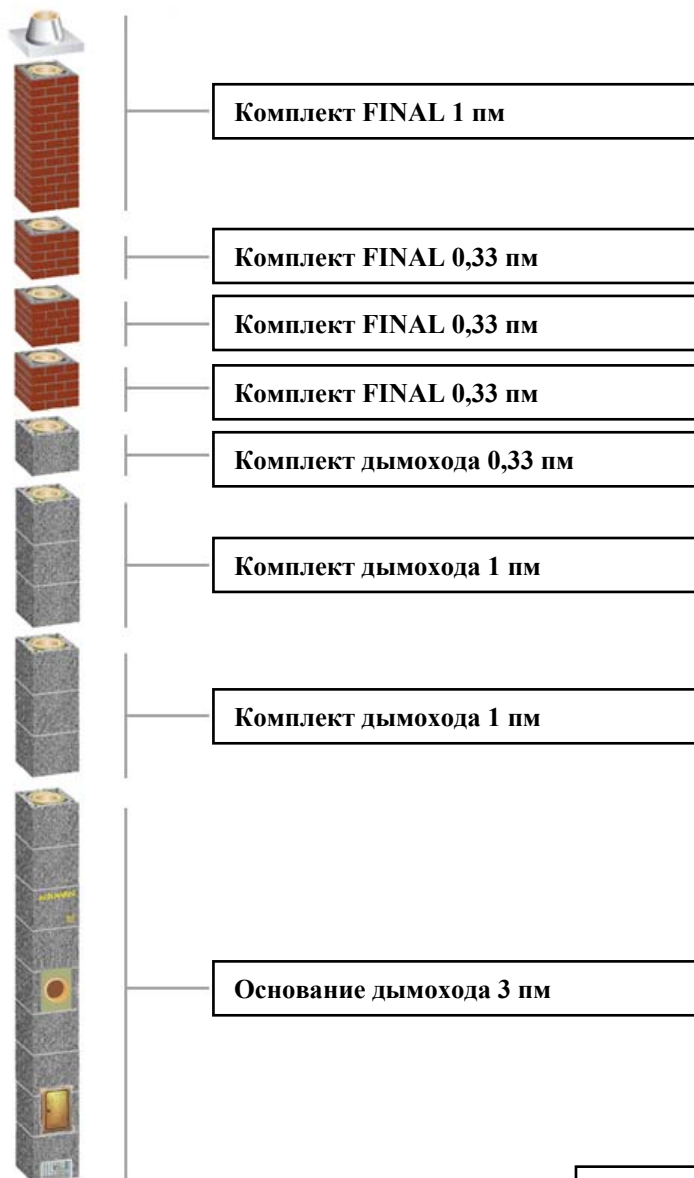 Комплект FINAL 1 пм
Комплект FINAL 0,33 пм
Комплект FINAL 0,33 пм
Комплект FINAL 0,33 пм
Комплект дымохода 0,33 пм
Комплект дымохода 1 пм
Комплект дымохода 1 пм
schiedel
Основание дымохода 3 пм